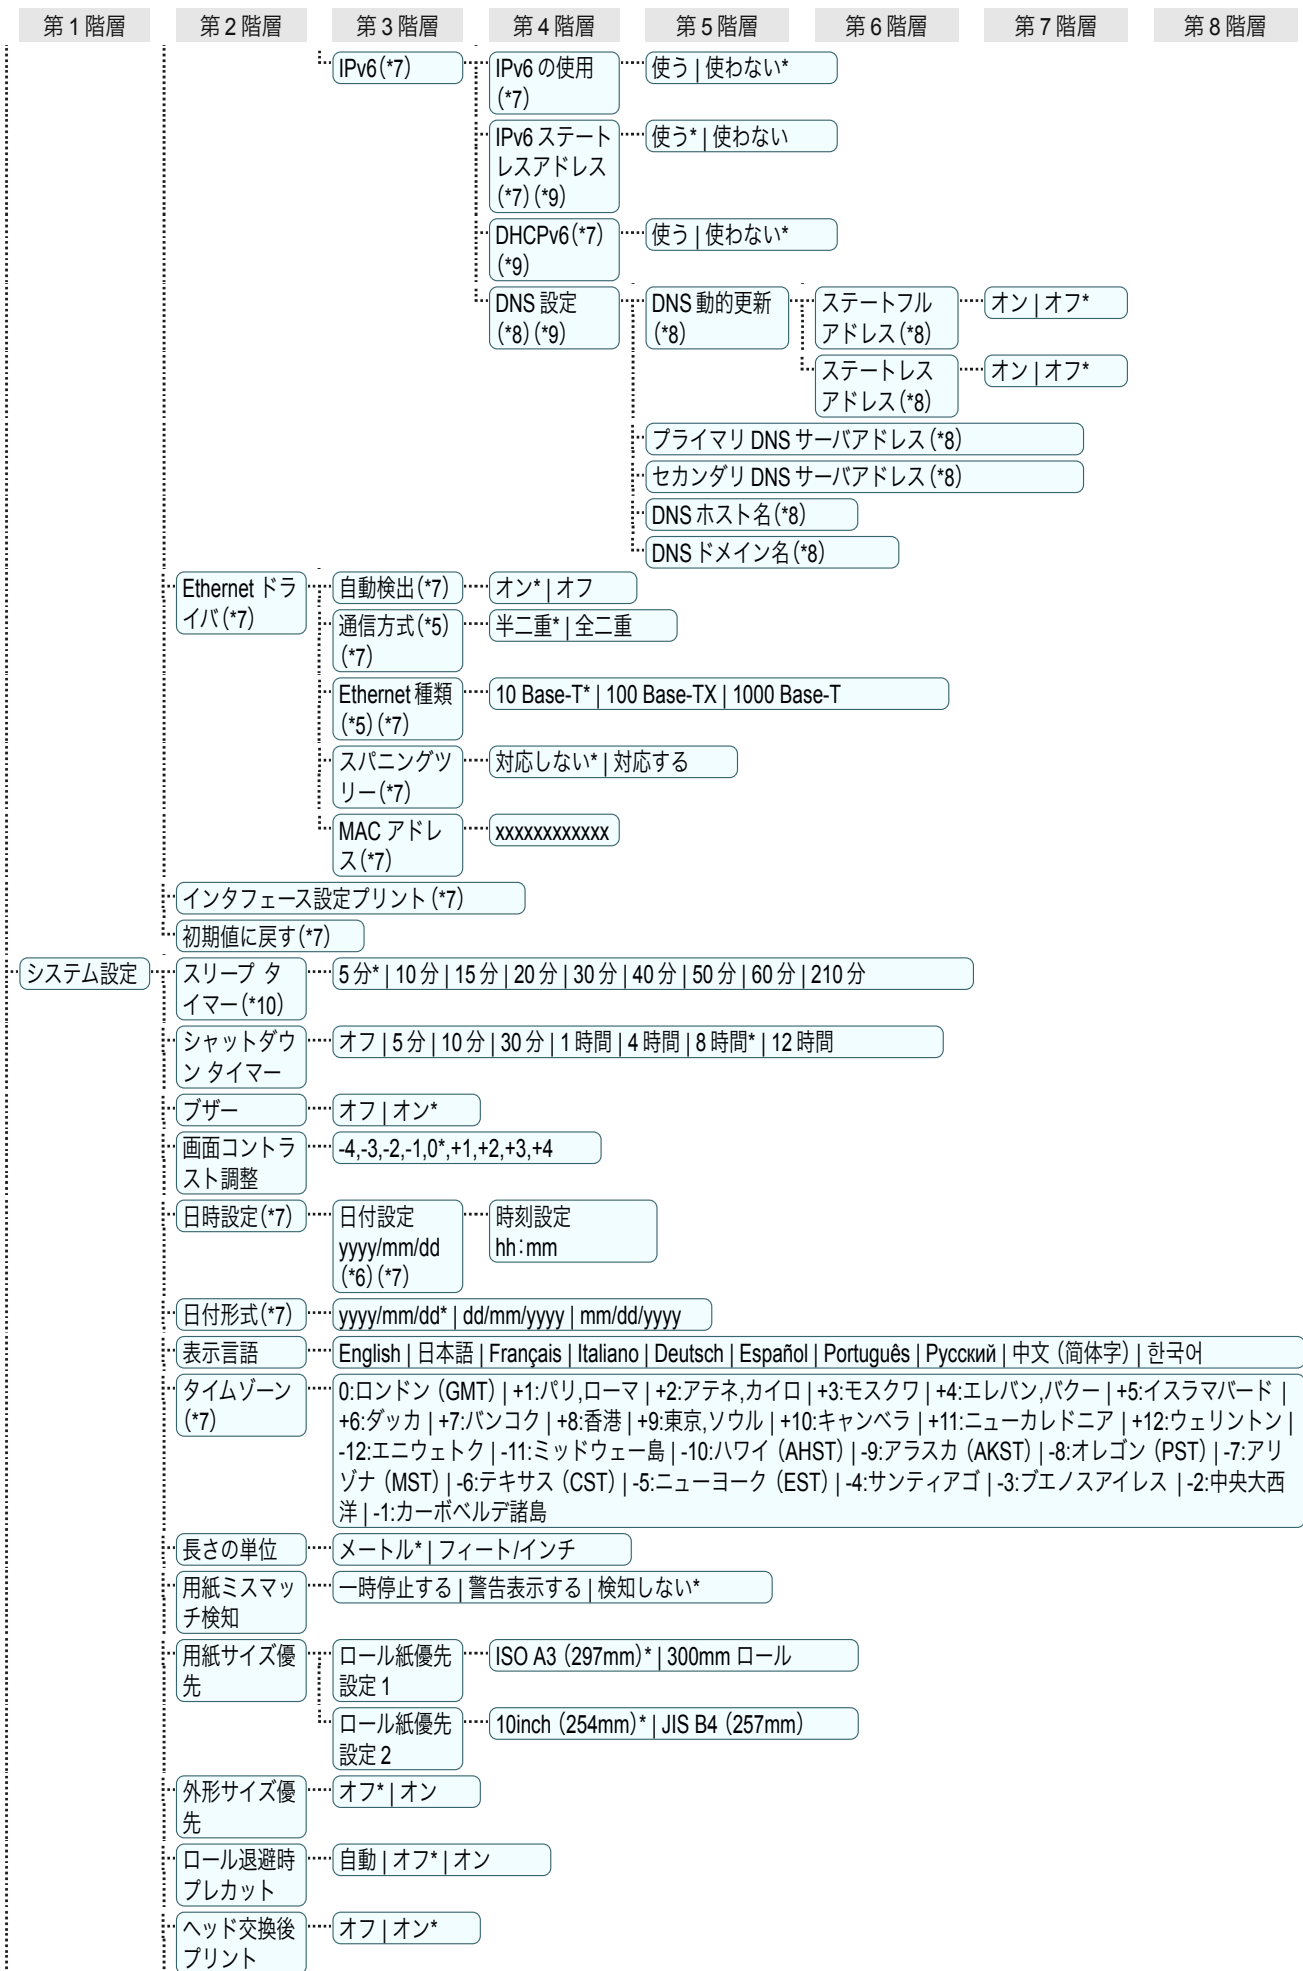 第 1 階層 第 2 階層 第 3 階層 第 4 階層 第 5 階層 第 6 階層 第 7 階層 第 8 階層
IPv6(*7)
IPv6 の使用
(*7)
使う | 使わない*
IPv6 ステート
レスアドレス
(*7) (*9)
使う* | 使わない
DHCPv6(*7)
(*9)
使う | 使わない*
DNS 設定
(*8) (*9)
DNS 動的更新
(*8)
ステートフル
アドレス(*8)
オン | オフ*
ステートレス
アドレス(*8)
オン | オフ*
プライマリ DNS サーバアドレス(*8)
セカンダリ DNS サーバアドレス(*8)
DNS ホスト名(*8)
DNS ドメイン名(*8)
Ethernet ドラ
イバ(*7)
自動検出(*7)
オン* | オフ
通信方式(*5)
(*7)
半二重* | 全二重
Ethernet 種類
(*5) (*7)
10 Base-T* | 100 Base-TX | 1000 Base-T
スパニングツ
リー(*7)
対応しない* | 対応する
MAC アドレ
ス(*7)
xxxxxxxxxxxx
インタフェース設定プリント(*7)
初期値に戻す(*7)
システム設定
スリープ タ
イマー(*10)
5 分* | 10 分 | 15 分 | 20 分 | 30 分 | 40 分 | 50 分 | 60 分 | 210 分
シャットダウ
ン タイマー
オフ | 5 分 | 10 分 | 30 分 | 1 時間 | 4 時間 | 8 時間* | 12 時間
ブザー
オフ | オン*
画面コントラ
スト調整
-4,-3,-2,-1,0*,+1,+2,+3,+4
日時設定(*7)
日付設定
yyyy/mm/dd
(*6) (*7)
時刻設定
hh:mm
日付形式(*7)
yyyy/mm/dd* | dd/mm/yyyy | mm/dd/yyyy
表示言語
English | 日本語 | Français | Italiano | Deutsch | Español | Português | Русский | 中文 (简体字) | 한국어
タイムゾーン
(*7)
0:ロンドン (GMT) | +1:パリ,ローマ | +2:アテネ,カイロ | +3:モスクワ | +4:エレバン,バクー | +5:イスラマバード |
+6:ダッカ | +7:バンコク | +8:香港 | +9:東京,ソウル | +10:キャンベラ | +11:ニューカレドニア | +12:ウェリントン |
-12:エニウェトク | -11:ミッドウェー島 | -10:ハワイ (AHST) | -9:アラスカ (AKST) | -8:オレゴン (PST) | -7:アリ
ゾナ (MST) | -6:テキサス (CST) | -5:ニューヨーク (EST) | -4:サンティアゴ | -3:ブエノスアイレス | -2:中央大西
洋 | -1:カーボベルデ諸島
長さの単位
メートル* | フィート/インチ
用紙ミスマッ
チ検知
一時停止する | 警告表示する | 検知しない*
用紙サイズ優
先
ロール紙優先
設定 1
ISO A3 (297mm)* | 300mm ロール
ロール紙優先
設定 2
10inch (254mm)* | JIS B4 (257mm)
外形サイズ優
先
オフ* | オン
ロール退避時
プレカット
自動 | オフ* | オン
ヘッド交換後
プリント
オフ | オン*